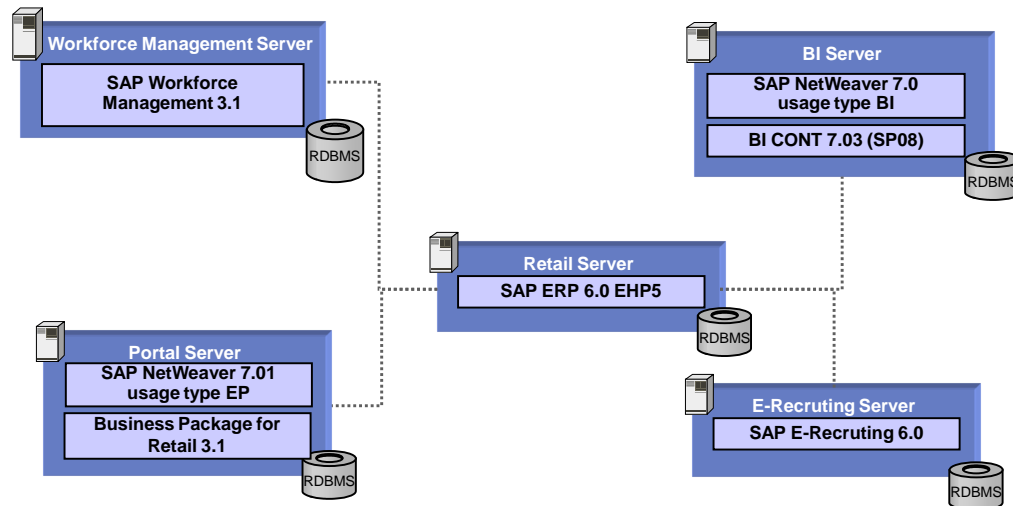 Workforce Management Server
SAP Workforce
Management 3.1
RDBMS
BI Server
SAP NetWeaver 7.0
usage type BI
BI CONT 7.03 (SP08)
RDBMS
Retail Server
SAP ERP 6.0 EHP5
RDBMS
Portal Server
SAP NetWeaver 7.01
usage type EP
Business Package for
Retail 3.1
RDBMS
E-Recruting Server
SAP E-Recruting 6.0
RDBMS